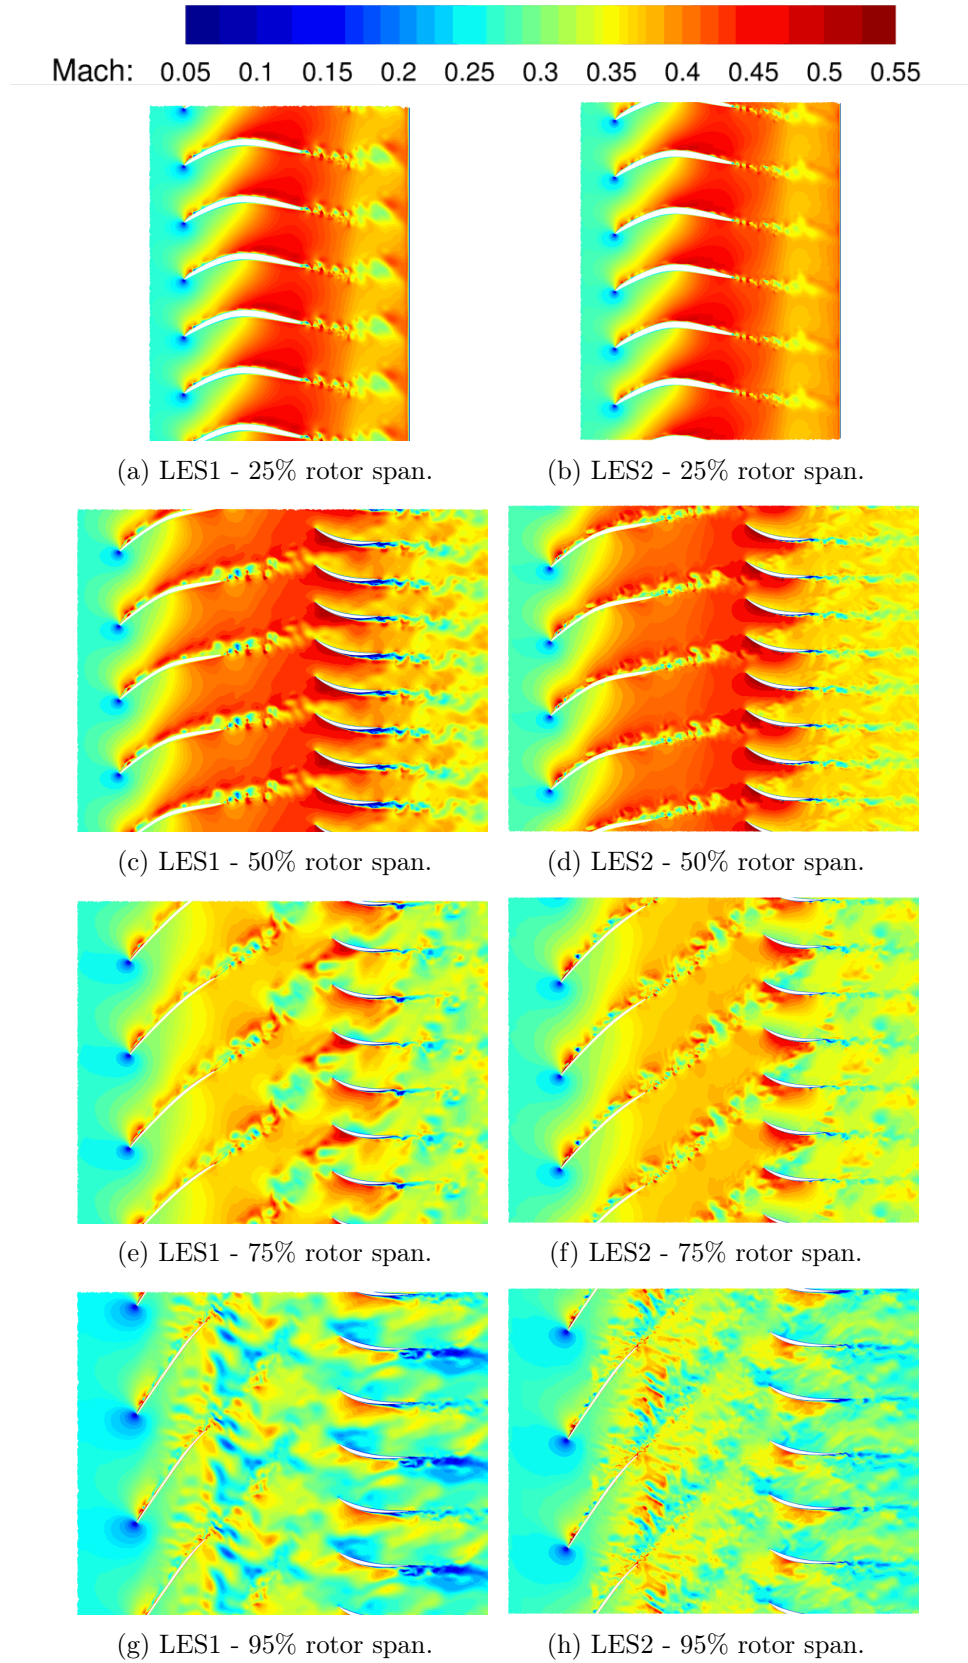 Mach: 0.05 0.1 0.15 0.2 0.25 0.3 0.35 0.4 0.45 0.5 0.55
(a) LES1 - 25% rotor span. (b) LES2 - 25% rotor span.
(c) LES1 - 50% rotor span. (d) LES2 - 50% rotor span.
(e) LES1 - 75% rotor span. (f) LES2 - 75% rotor span.
(g) LES1 - 95% rotor span. (h) LES2 - 95% rotor span.